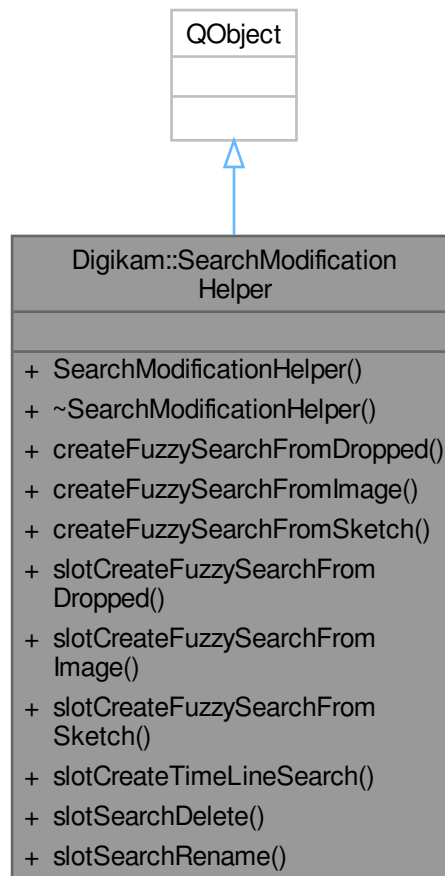 QObject
Digikam::SearchModification
Helper
+ SearchModificationHelper()
+ ~SearchModificationHelper()
+ createFuzzySearchFromDropped()
+ createFuzzySearchFromImage()
+ createFuzzySearchFromSketch()
+ slotCreateFuzzySearchFrom
Dropped()
+ slotCreateFuzzySearchFrom
Image()
+ slotCreateFuzzySearchFrom
Sketch()
+ slotCreateTimeLineSearch()
+ slotSearchDelete()
+ slotSearchRename()